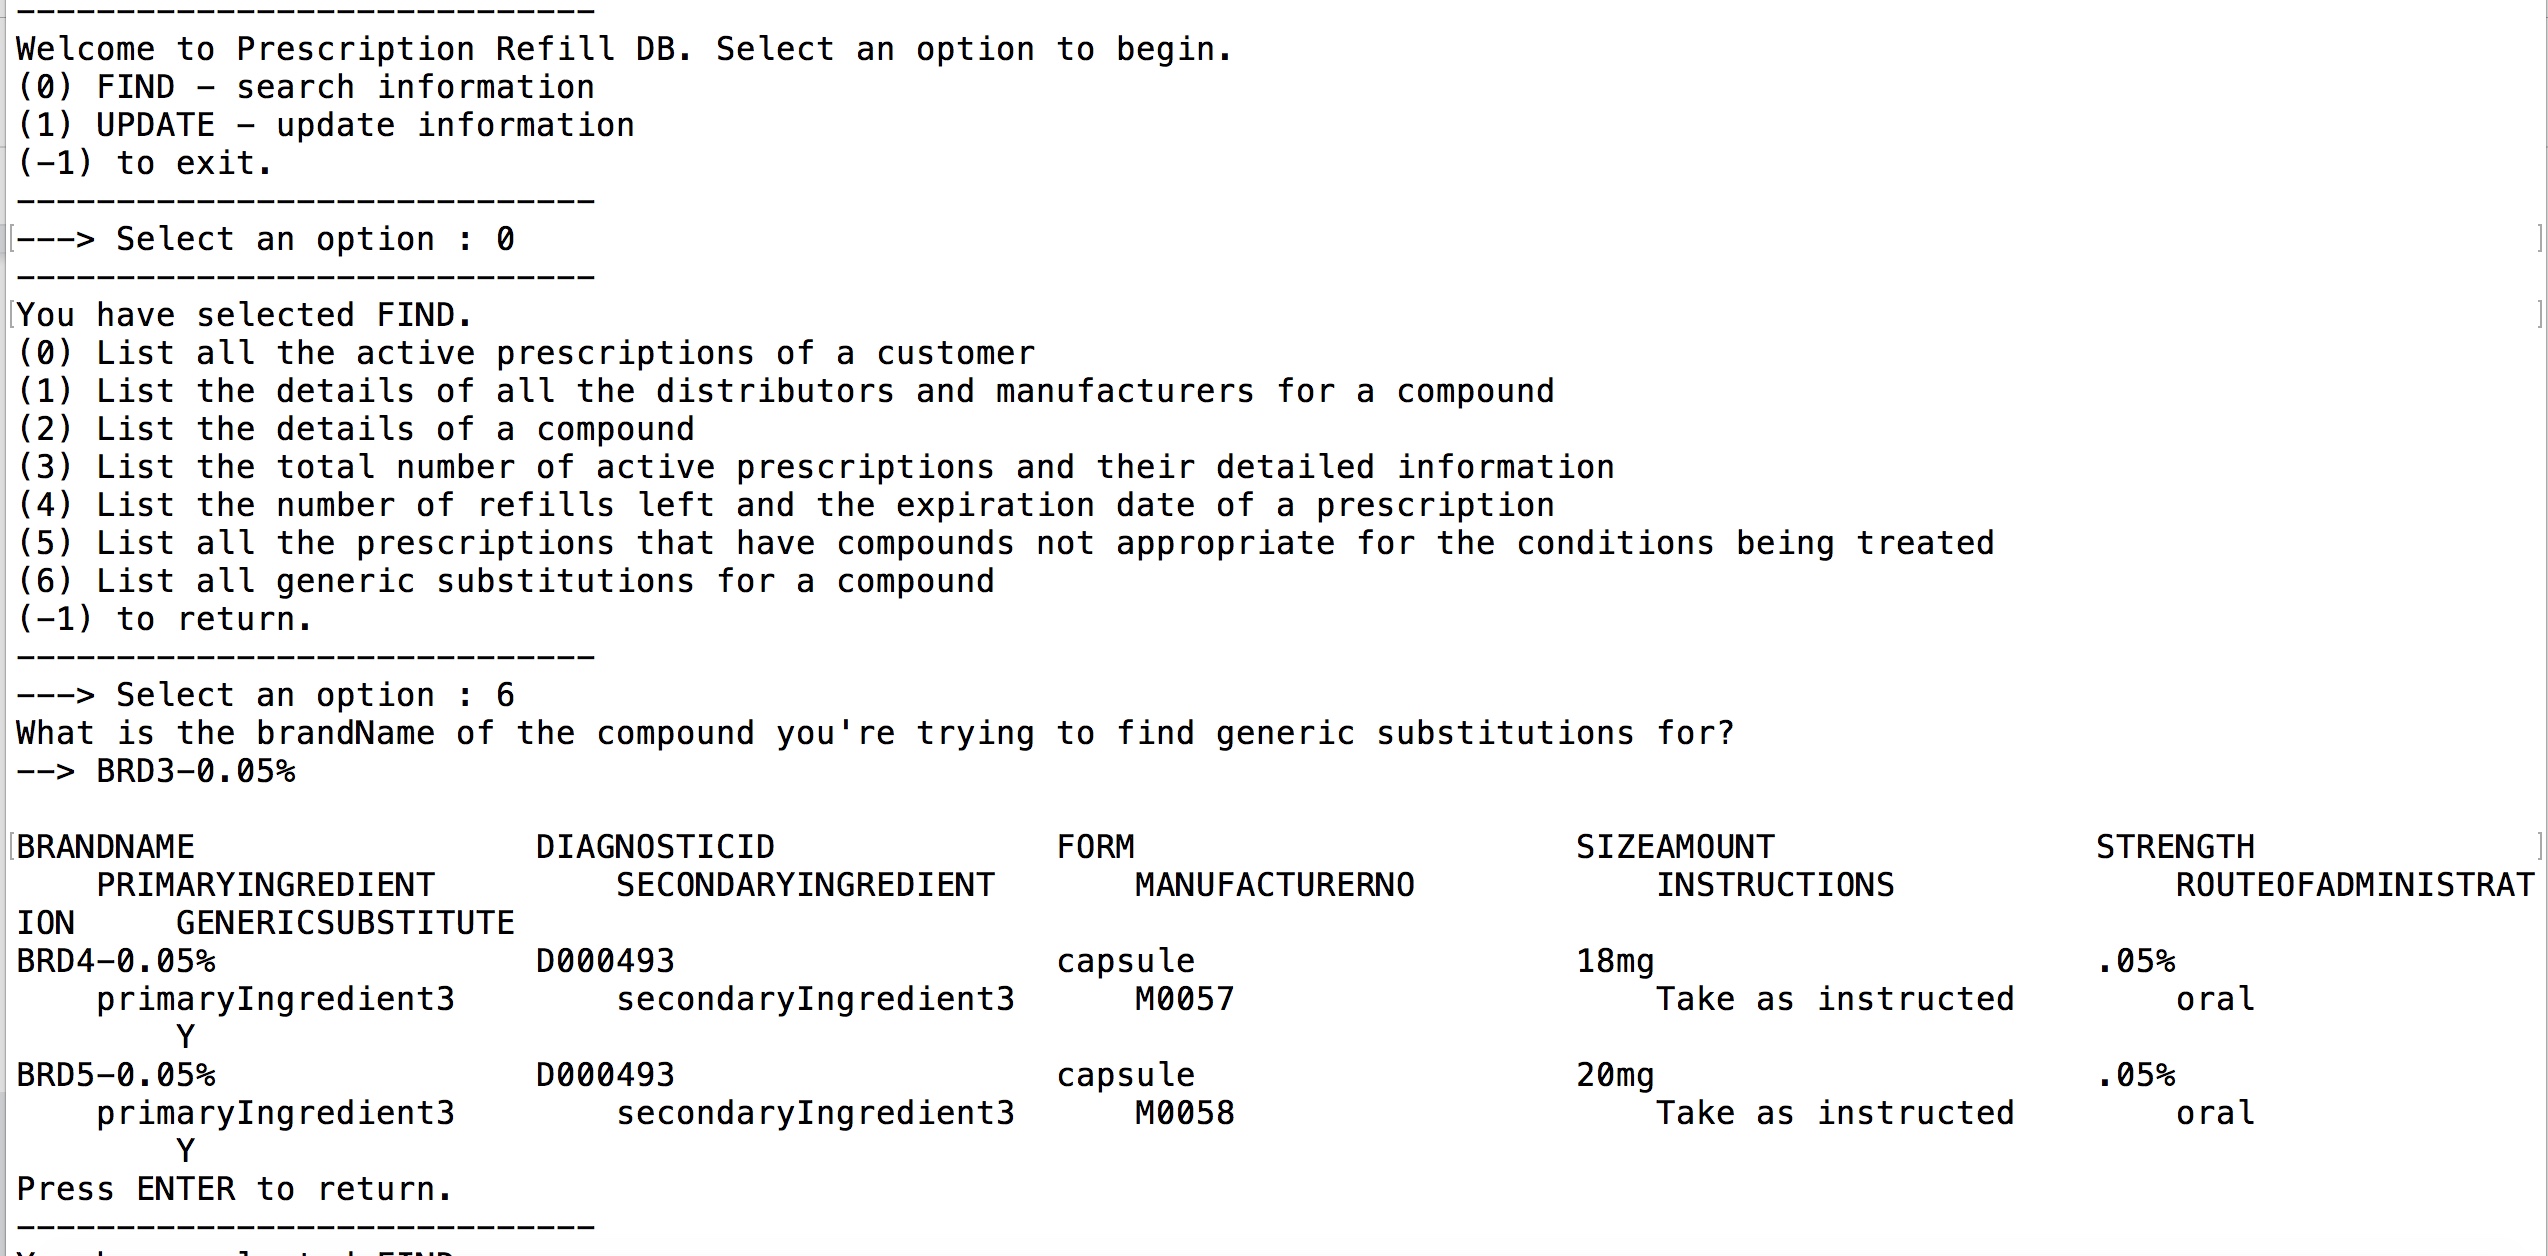 -----------------------------
Welcome to Prescription Refill DB. Select an option to begin.
(0) FIND - search information
(1) UPDATE - update information
(-1) to exit.
-----------------------------
[---> Select an option : 0 ]
-----------------------------
[You have selected FIND. ]
(0) List all the active prescriptions of a customer
(1) List the details of all the distributors and manufacturers for a compound
(2) List the details of a compound
(3) List the total number of active prescriptions and their detailed information
(4) List the number of refills left and the expiration date of a prescription
(5) List all the prescriptions that have compounds not appropriate for the conditions being treated
(6) List all generic substitutions for a compound
(-1) to return.
-----------------------------
---> Select an option : 6
What is the brandName of the compound you're trying to find generic substitutions for?
--> BRD3-0.05%
[BRANDNAME DIAGNOSTICID FORM SIZEAMOUNT STRENGTH ]
PRIMARYINGREDIENT SECONDARYINGREDIENT MANUFACTURERNO INSTRUCTIONS ROUTEOFADMINISTRAT
ION GENERICSUBSTITUTE
BRD4-0.05% D000493 capsule 18mg .05%
primaryIngredient3 secondaryIngredient3 M0057 Take as instructed oral
Y
BRD5-0.05% D000493 capsule 20mg .05%
primaryIngredient3 secondaryIngredient3 M0058 Take as instructed oral
Y
Press ENTER to return.
-----------------------------